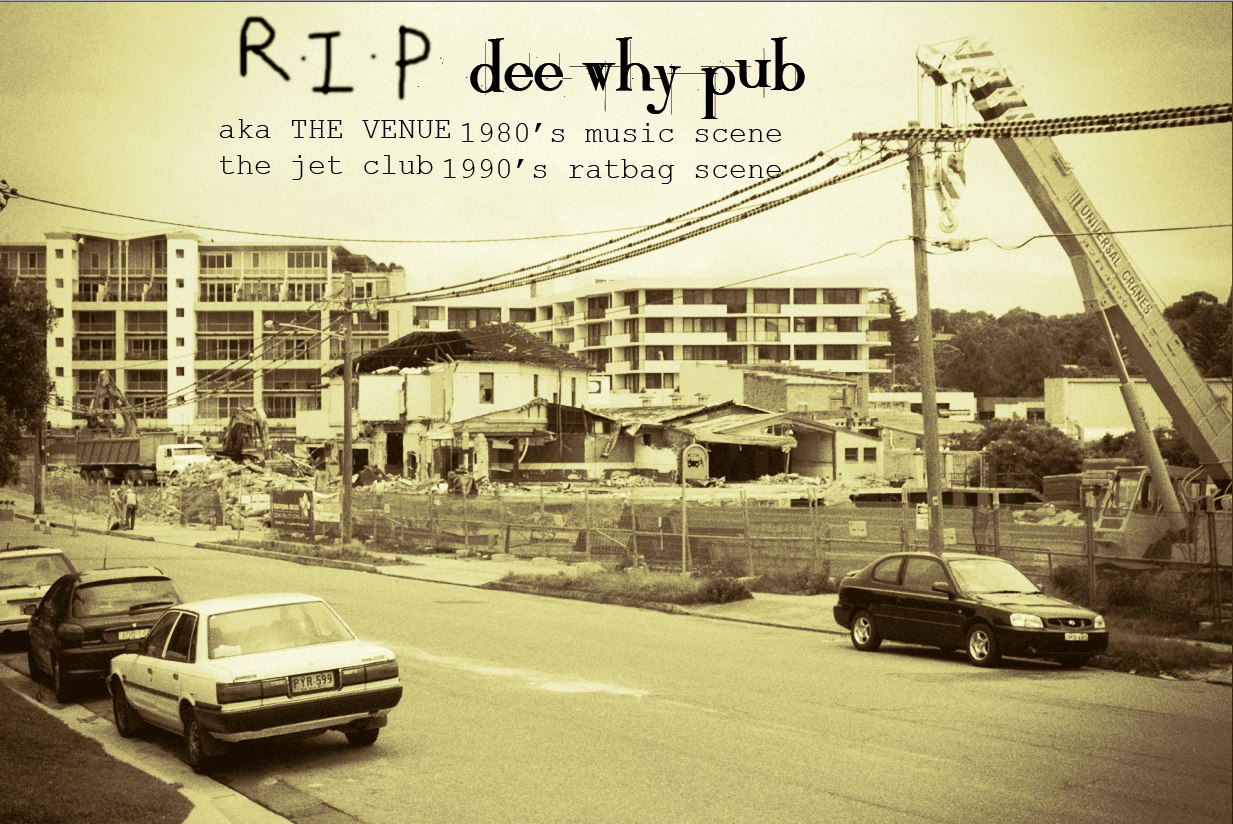 R.I.P dee why pub
aka THE VENUE 1980's music scene
the jet club 1990's ratbag scene
UNIVERSAL CRANES
PYR-599